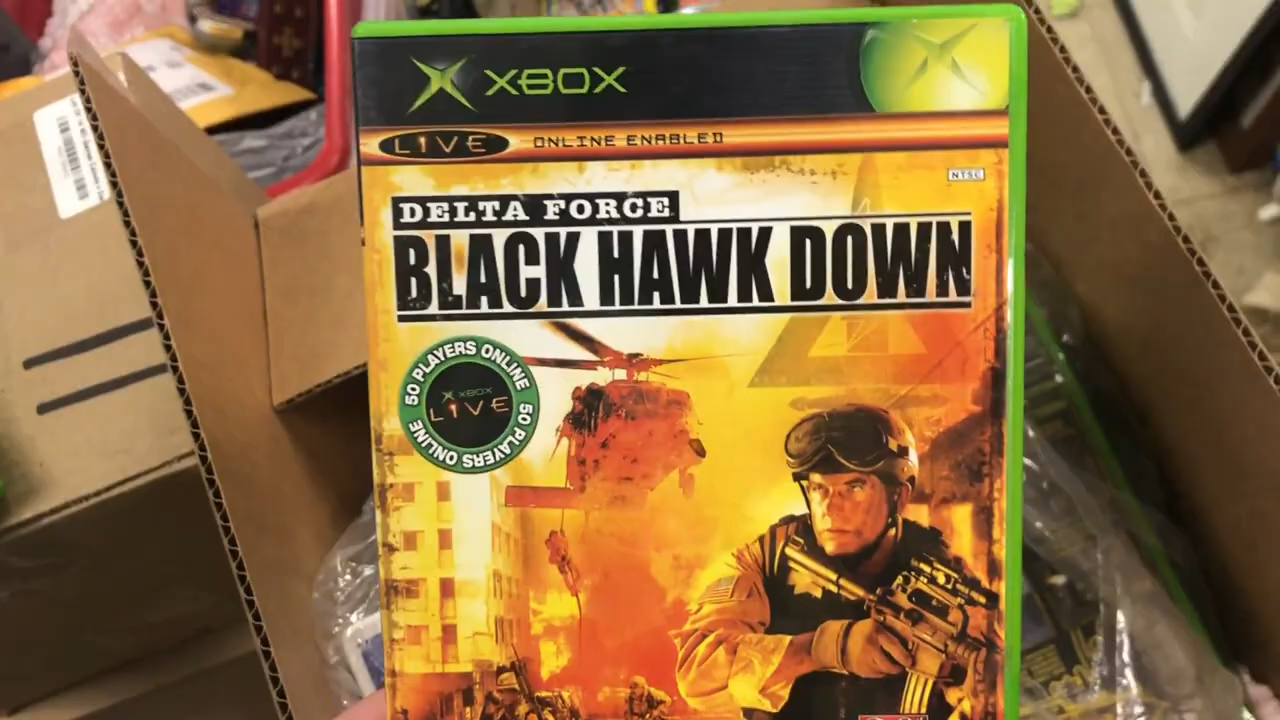 XBOX
LIVE ONLINE ENABLED
NTSC
DELTA FORCE
BLACK HAWK DOWN
50 PLAYERS ONLINE
XBOX
LIVE
50 PLAYERS ONLINE